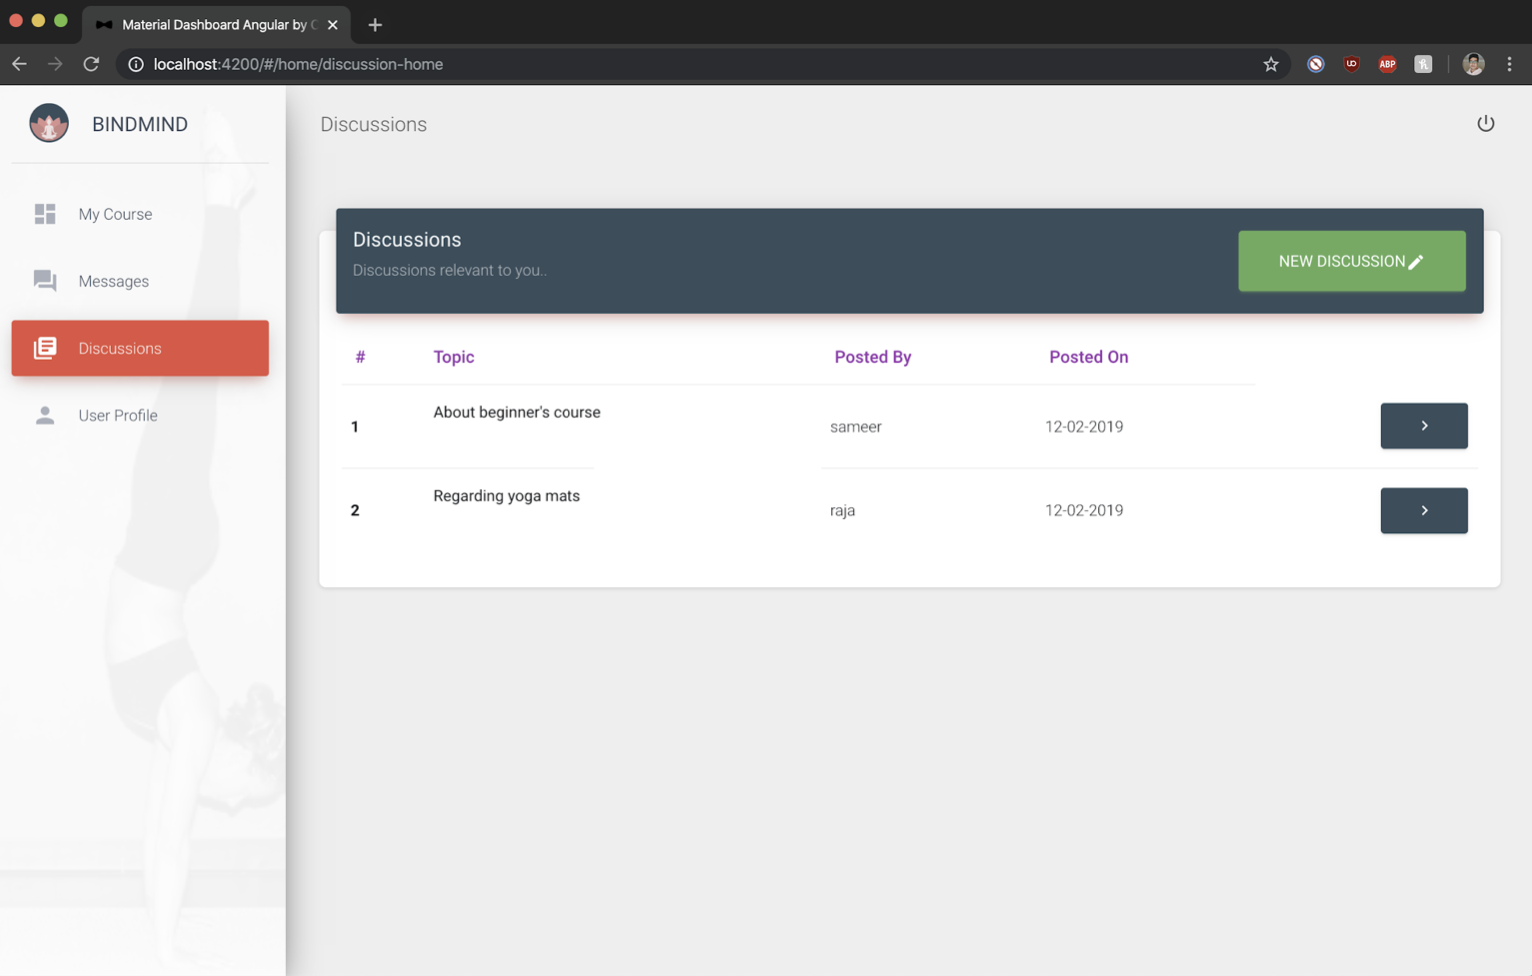 Material Dashboard Angular by
localhost:4200/#/home/discussion-home
UD
ABP
BINDMIND
Discussions
My Course
Messages
Discussions
User Profile
Discussions
Discussions relevant to you..
NEW DISCUSSION
# Topic Posted By Posted On
1 About beginner's course sameer 12-02-2019
2 Regarding yoga mats raja 12-02-2019